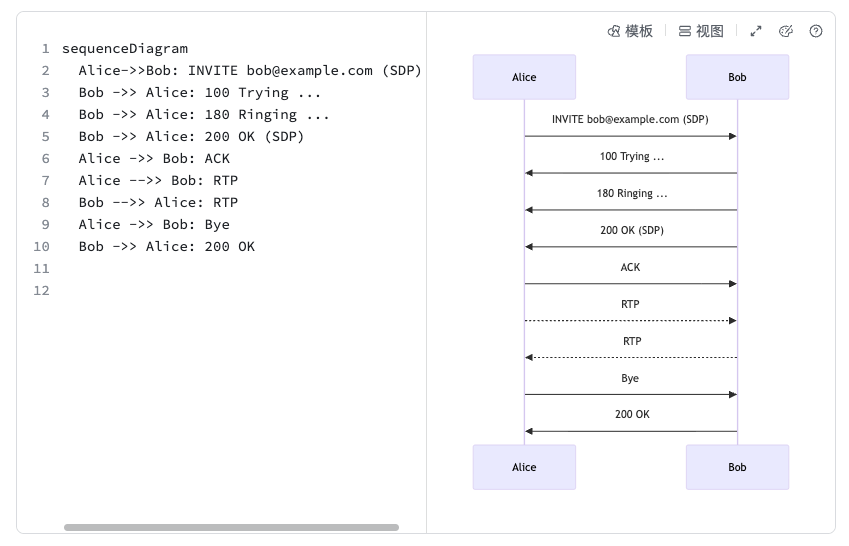 模板 视图
1 sequenceDiagram
2 Alice->>Bob: INVITE bob@example.com (SDP)
3 Bob ->> Alice: 100 Trying ...
4 Bob ->> Alice: 180 Ringing ...
5 Bob ->> Alice: 200 OK (SDP)
6 Alice ->> Bob: ACK
7 Alice -->> Bob: RTP
8 Bob -->> Alice: RTP
9 Alice ->> Bob: Bye
10 Bob ->> Alice: 200 OK
11
12
Alice Bob
INVITE bob@example.com (SDP)
100 Trying ...
180 Ringing ...
200 OK (SDP)
ACK
RTP
RTP
Bye
200 OK
Alice Bob